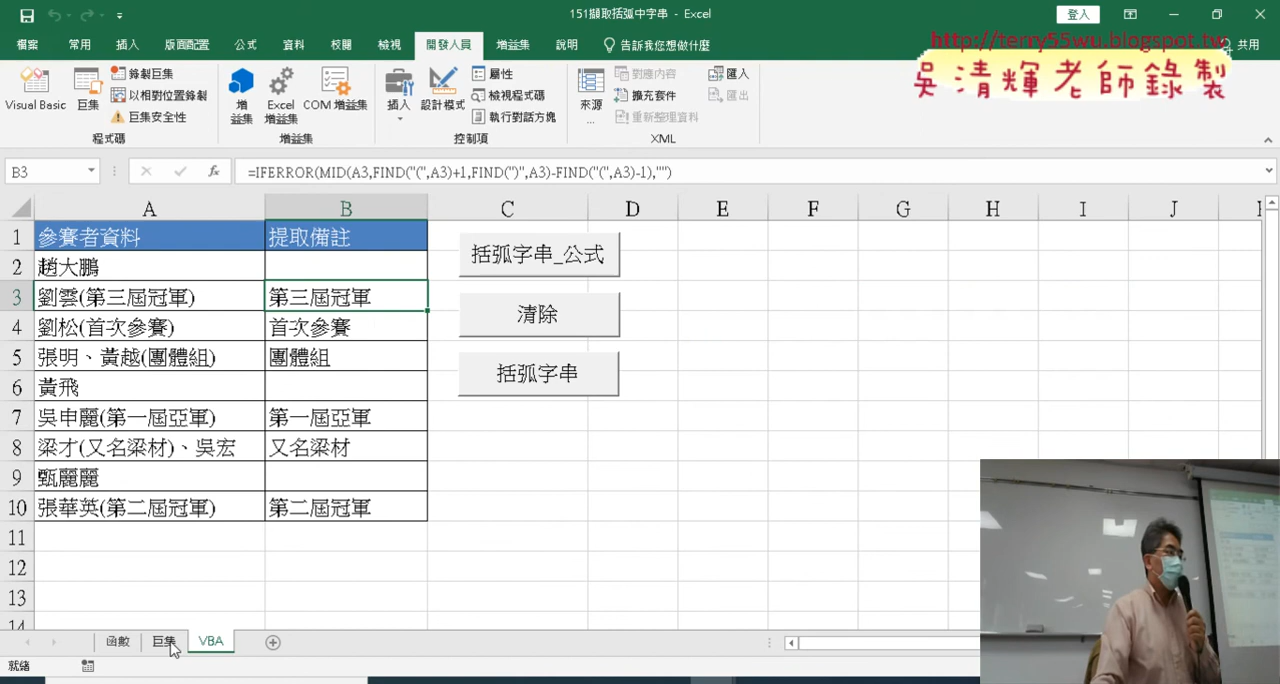 151擷取括弧中字串 - Excel
登入
檔案 常用 插入 版面配置 公式 資料 校閱 檢視 開發人員 增益集 說明 告訴我您想做什麼 共用
http://terry55wu.blogspot.tw
吳清輝老師錄製
Visual Basic
巨集
錄製巨集
以相對位置錄製
巨集安全性
程式碼
增益集
Excel 增益集
COM 增益集
增益集
插入
設計模式
屬性
檢視程式碼
執行對話方塊
控制項
來源
...
對應內容
擴充套件
重新整理資料
匯入
匯出
XML
B3
fx
=IFERROR(MID(A3,FIND("(",A3)+1,FIND(")",A3)-FIND("(",A3)-1),"")
A B C D E F G H I J
1 參賽者資料 提取備註
2 趙大鵬
3 劉雲(第三屆冠軍) 第三屆冠軍
4 劉松(首次參賽) 首次參賽
5 張明、黃越(團體組) 團體組
6 黃飛
7 吳申麗(第一屆亞軍) 第一屆亞軍
8 梁才(又名梁材)、吳宏 又名梁材
9 甄麗麗
10 張華英(第二屆冠軍) 第二屆冠軍
11
12
13
14
括弧字串_公式
清除
括弧字串
函數 巨集 VBA
就緒